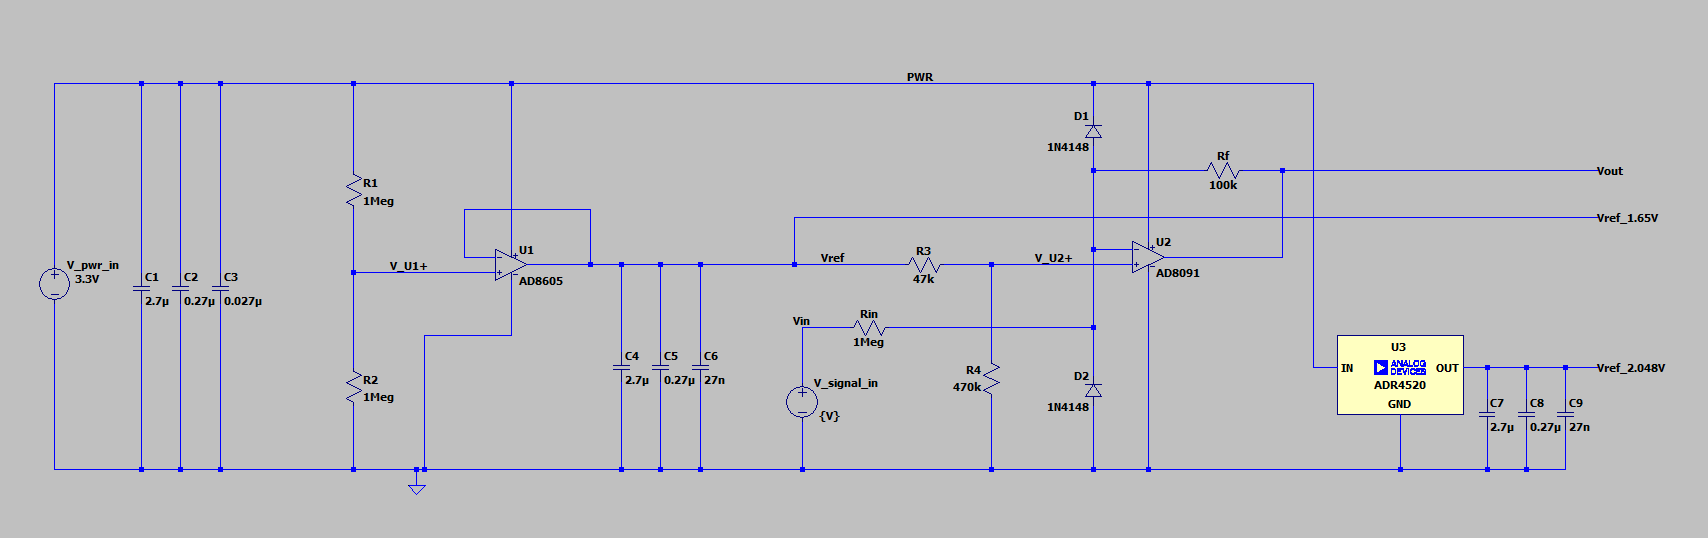 PWR
D1
1N4148
Rf
100k
Vout
R1
1Meg
Vref_1.65V
V_pwr_in
3.3V
C1
2.7µ
C2
0.27µ
C3
0.027µ
V_U1+
U1
AD8605
Vref
R3
47k
V_U2+
U2
AD8091
Vin
Rin
1Meg
R2
1Meg
C4
2.7µ
C5
0.27µ
C6
27n
V_signal_in
{V}
R4
470k
D2
1N4148
U3
IN
ANALOG
DEVICES
OUT
ADR4520
GND
Vref_2.048V
C7
2.7µ
C8
0.27µ
C9
27n